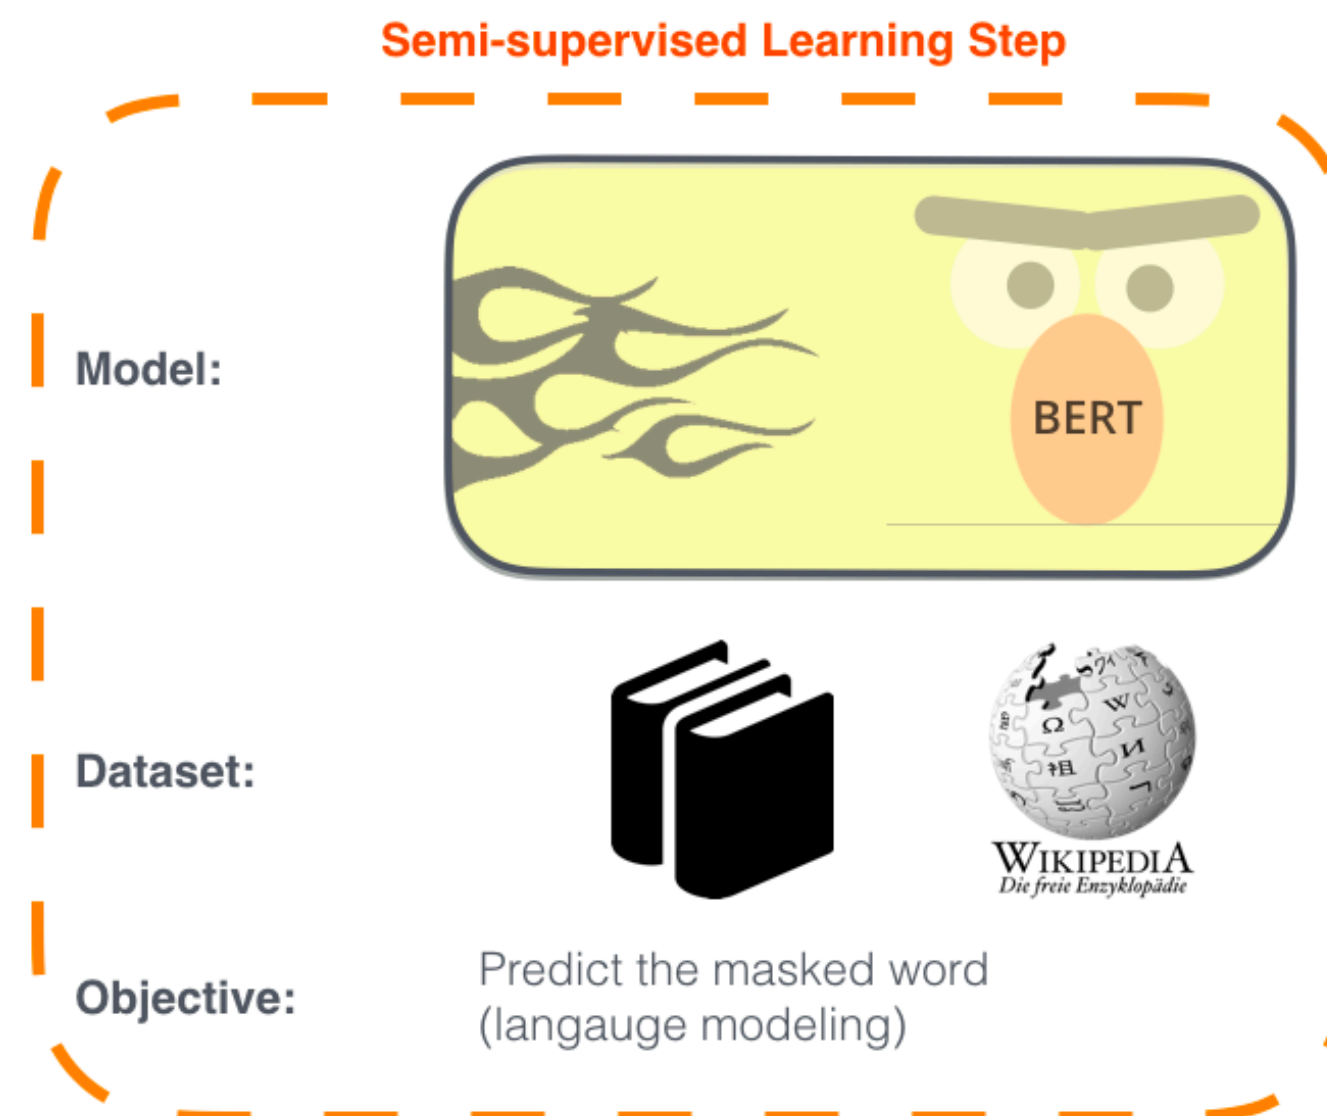 Semi-supervised Learning Step
Model:
BERT
Dataset:
WIKIPEDIA
Die freie Enzyklopädie
Objective:
Predict the masked word
(langauge modeling)